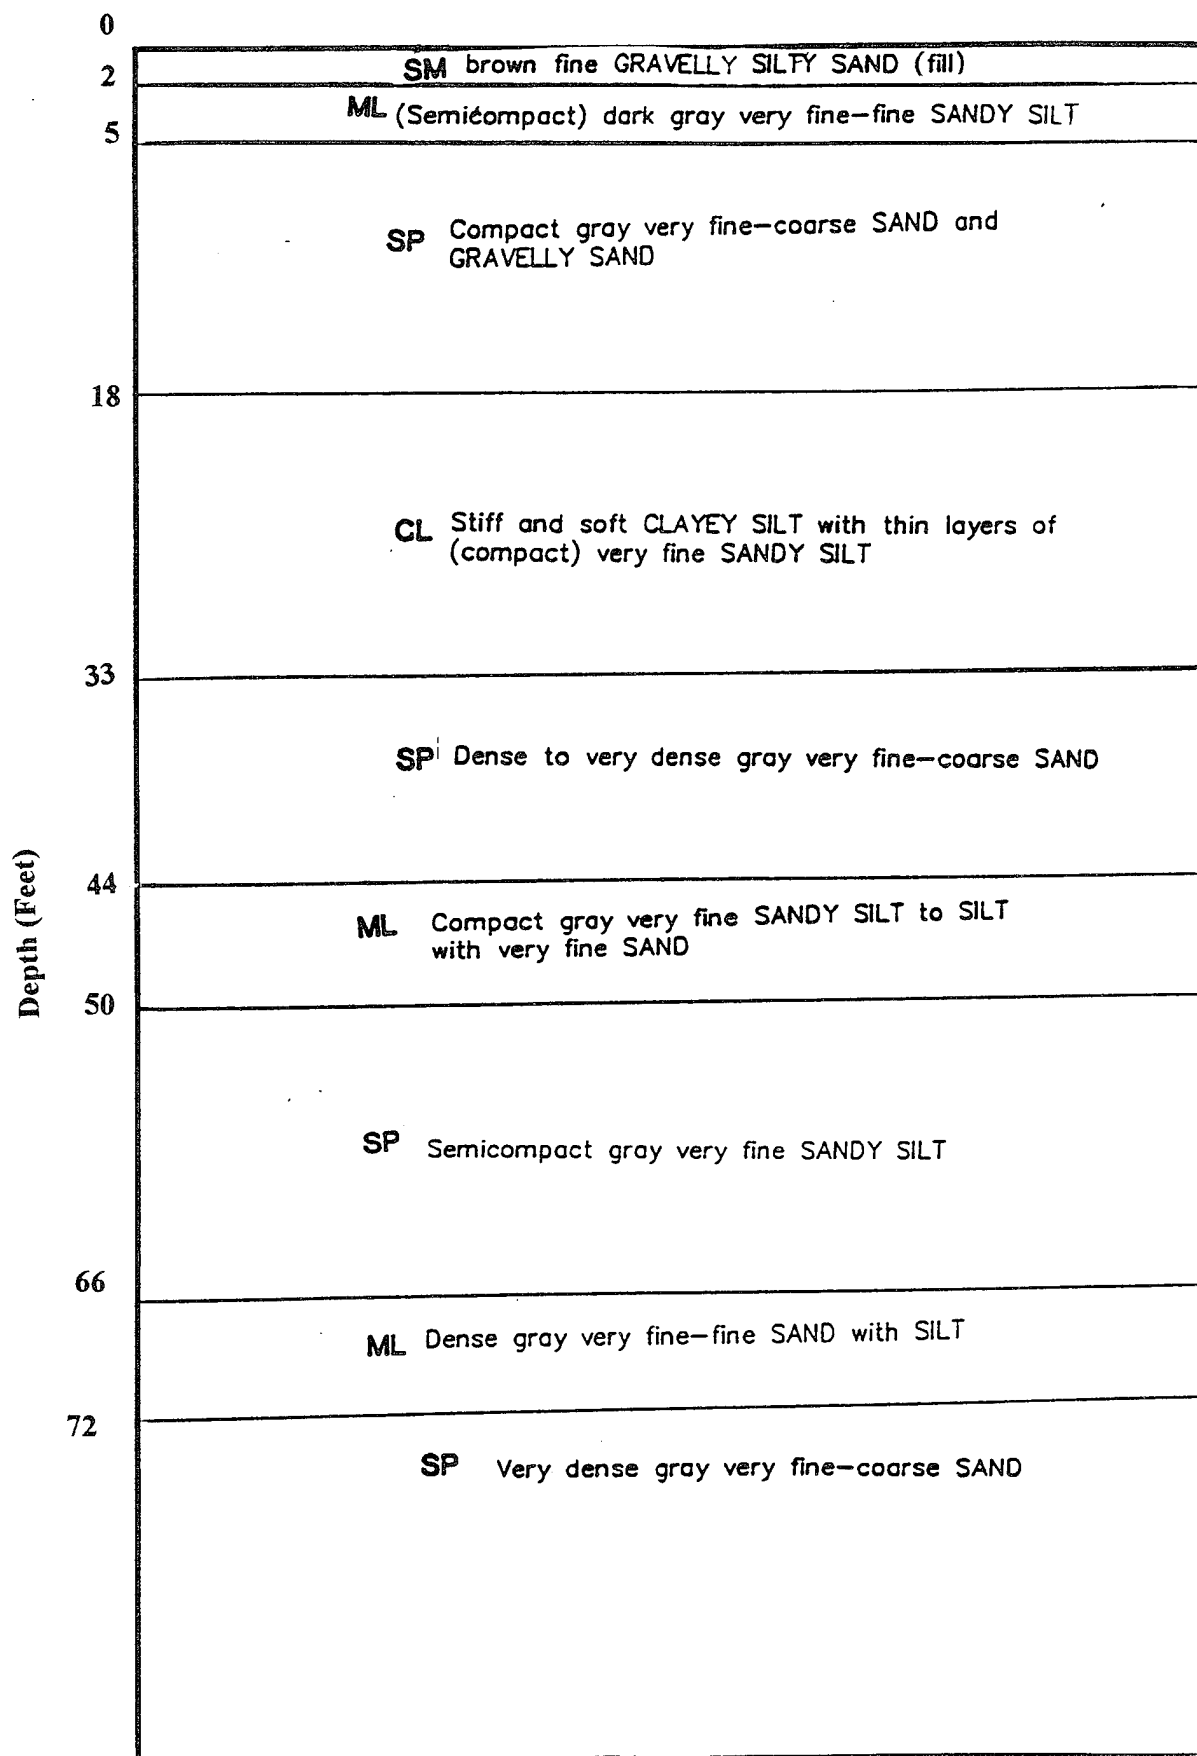 0
SM brown fine GRAVELLY SILTY SAND (fill)
2
ML (Semicompact) dark gray very fine-fine SANDY SILT
5
SP Compact gray very fine-coarse SAND and
GRAVELLY SAND
18
CL Stiff and soft CLAYEY SILT with thin layers of
(compact) very fine SANDY SILT
33
SP Dense to very dense gray very fine-coarse SAND
Depth (Feet)
44
ML Compact gray very fine SANDY SILT to SILT
with very fine SAND
50
SP Semicompact gray very fine SANDY SILT
66
ML Dense gray very fine-fine SAND with SILT
72
SP Very dense gray very fine-coarse SAND